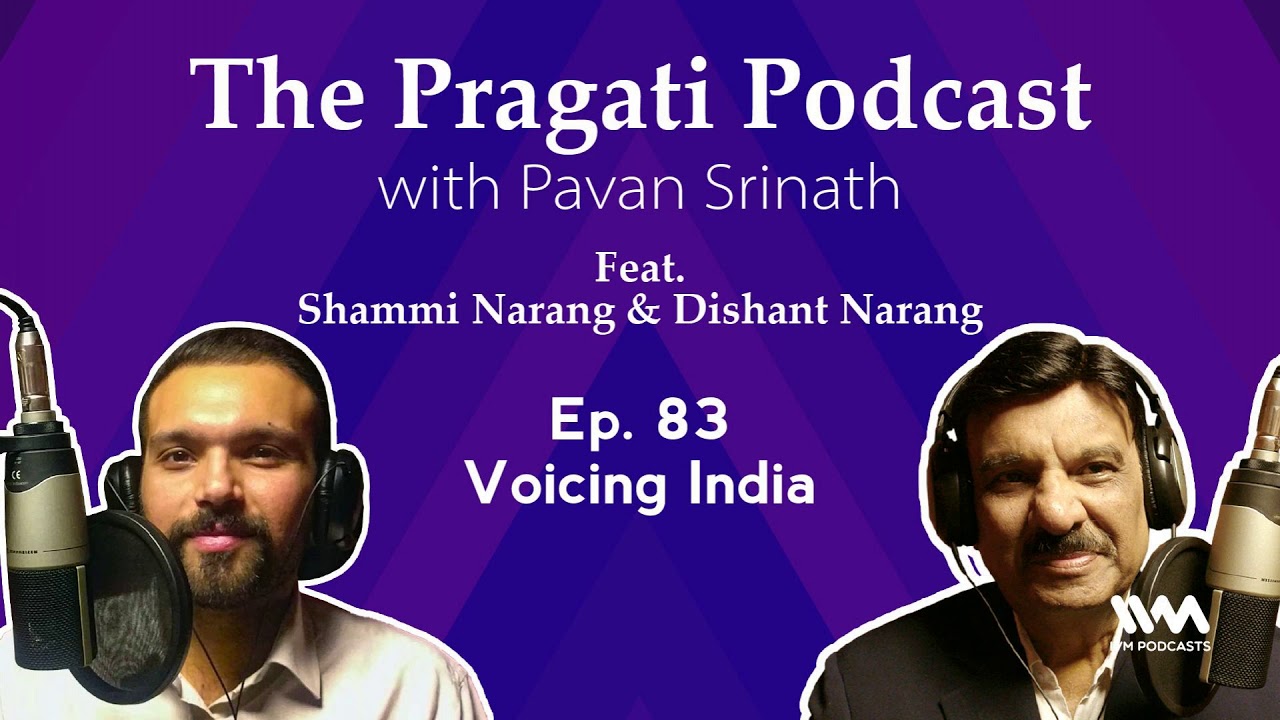 The Pragati Podcast
with Pavan Srinath
Feat.
Shammi Narang & Dishant Narang
Ep. 83
Voicing India
IVM PODCASTS